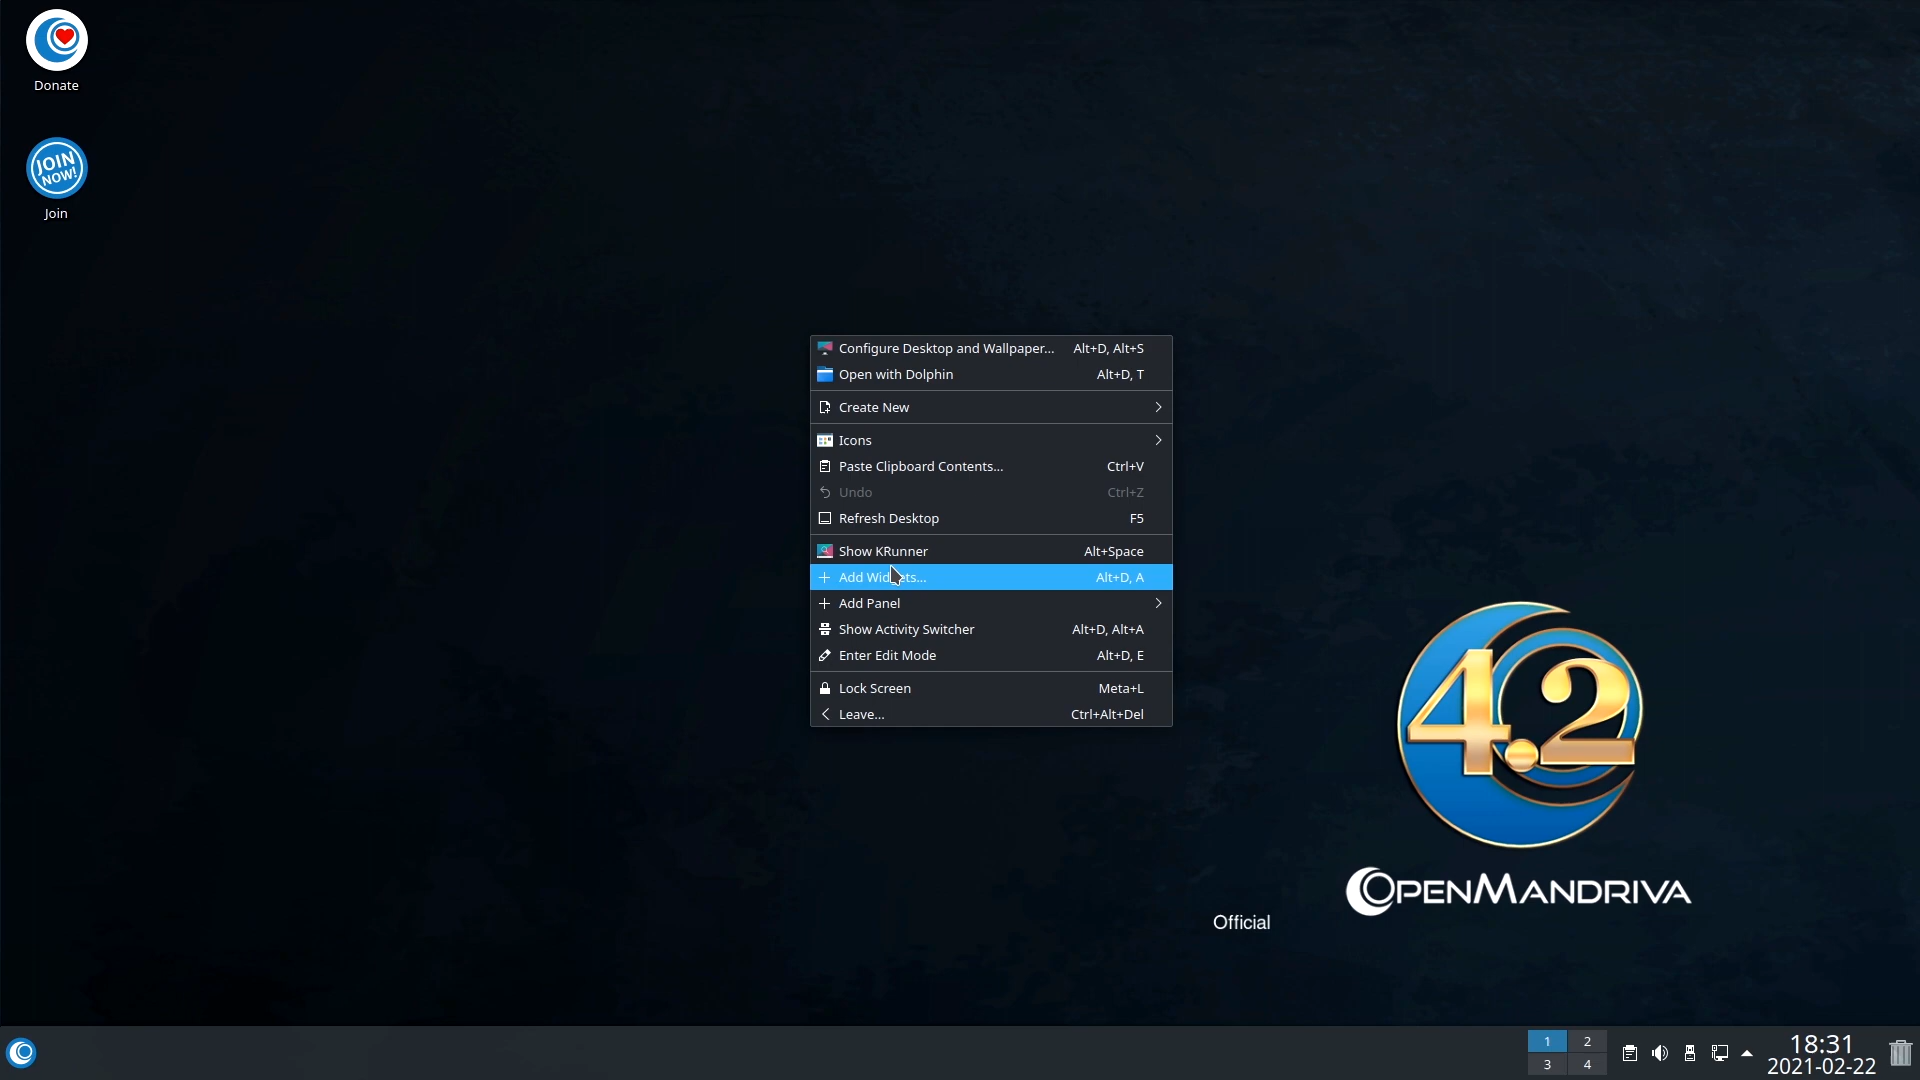 Donate
JOIN
NOW!
Join
Configure Desktop and Wallpaper... Alt+D, Alt+S
Open with Dolphin Alt+D, T
Create New
Icons
Paste Clipboard Contents... Ctrl+V
Undo Ctrl+Z
Refresh Desktop F5
Show KRunner Alt+Space
Add Widgets... Alt+D, A
Add Panel
Show Activity Switcher Alt+D, Alt+A
Enter Edit Mode Alt+D, E
Lock Screen Meta+L
Leave... Ctrl+Alt+Del
4.2
OPENMANDRIVA
Official
1 2
3 4
18:31
2021-02-22